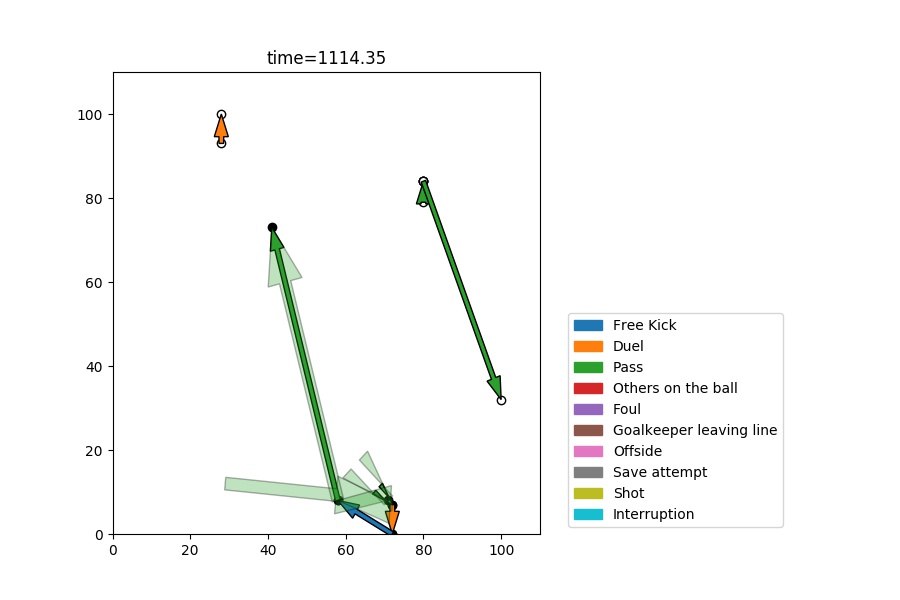 time=1114.35
100
80
60
40
20
0
0 20 40 60 80 100
Free Kick
Duel
Pass
Others on the ball
Foul
Goalkeeper leaving line
Offside
Save attempt
Shot
Interruption